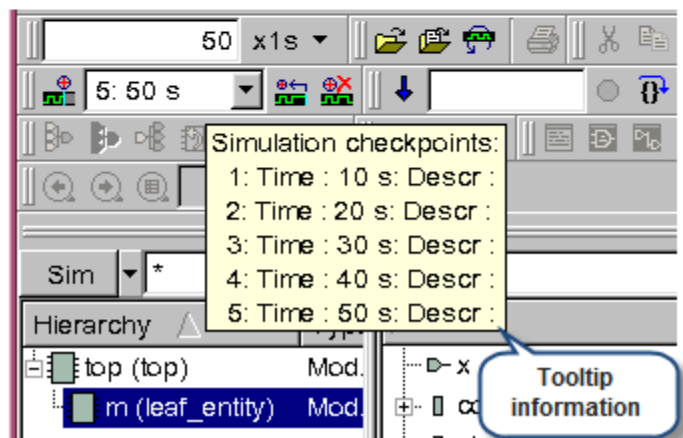 50 x1s
5: 50 s
Simulation checkpoints:
1: Time : 10 s: Descr :
2: Time : 20 s: Descr :
3: Time : 30 s: Descr :
4: Time : 40 s: Descr :
5: Time : 50 s: Descr :
Sim *
Hierarchy
top (top) Mod.
x
m (leaf_entity) Mod.
Tooltip
information